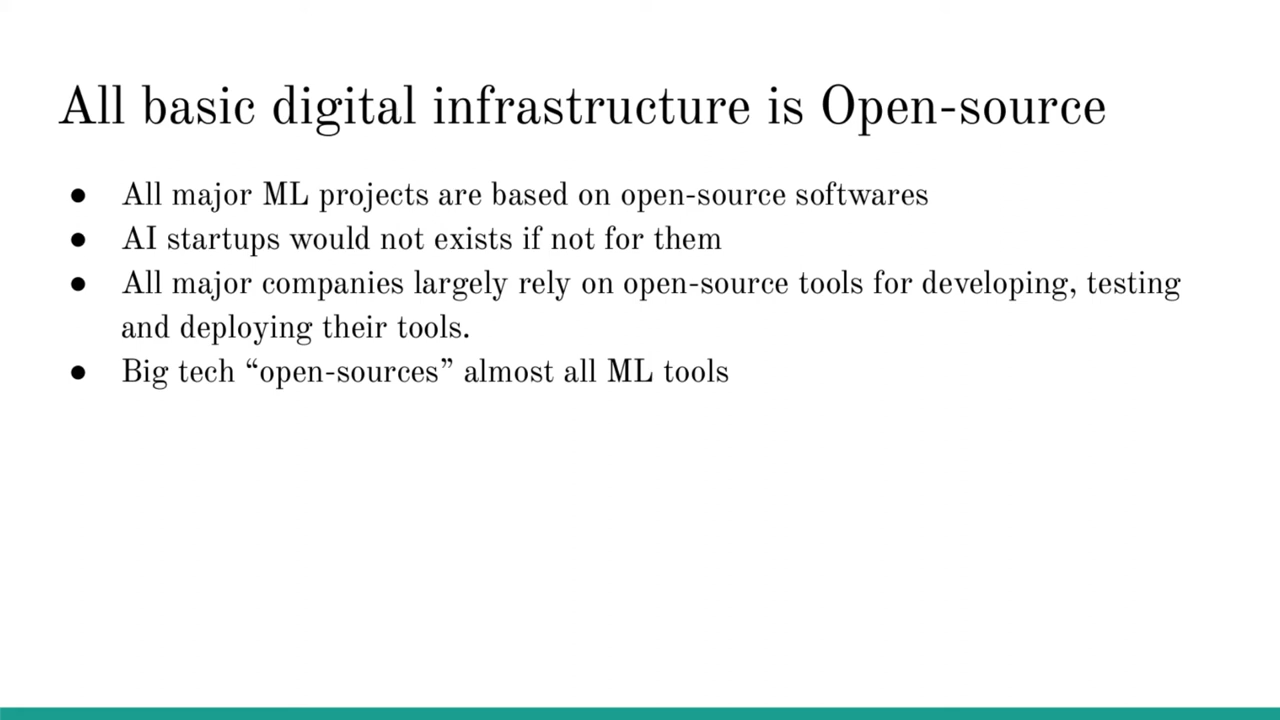 All basic digital infrastructure is Open-source
● All major ML projects are based on open-source softwares
● AI startups would not exists if not for them
● All major companies largely rely on open-source tools for developing, testing
and deploying their tools.
● Big tech “open-sources” almost all ML tools